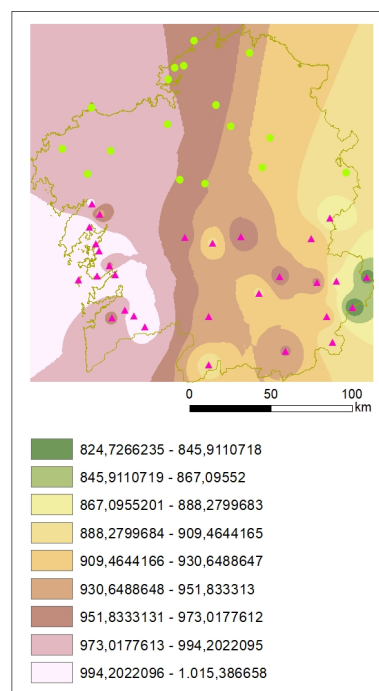 0 50 100
km
824,7266235 - 845,9110718
845,9110719 - 867,09552
867,0955201 - 888,2799683
888,2799684 - 909,4644165
909,4644166 - 930,6488647
930,6488648 - 951,833313
951,8333131 - 973,0177612
973,0177613 - 994,2022095
994,2022096 - 1.015,386658